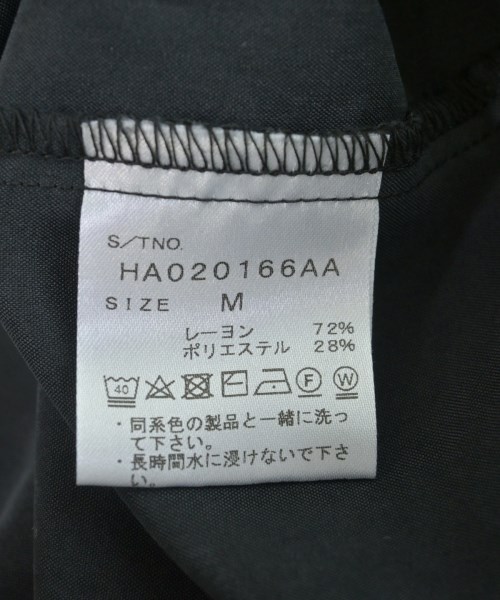 S/TNO.
HA020166AA
SIZE M
レーヨン 72%
ポリエステル 28%
40 F W
・同系色の製品と一緒に洗っ
て下さい。
・長時間水に浸けないで下さ
い。